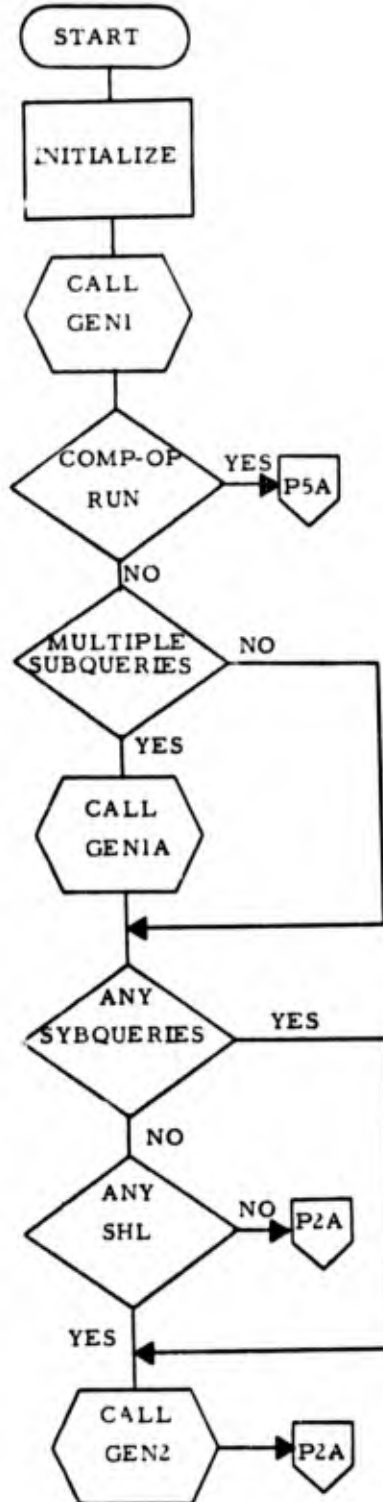 START
INITIALIZE
CALL
GEN1
COMP-OP
RUN
YES
P5A
NO
MULTIPLE
SUBQUERIES
NO
YES
CALL
GEN1A
ANY
SYBQUERIES
YES
NO
ANY
SHL
NO
P2A
YES
CALL
GEN2
P2A